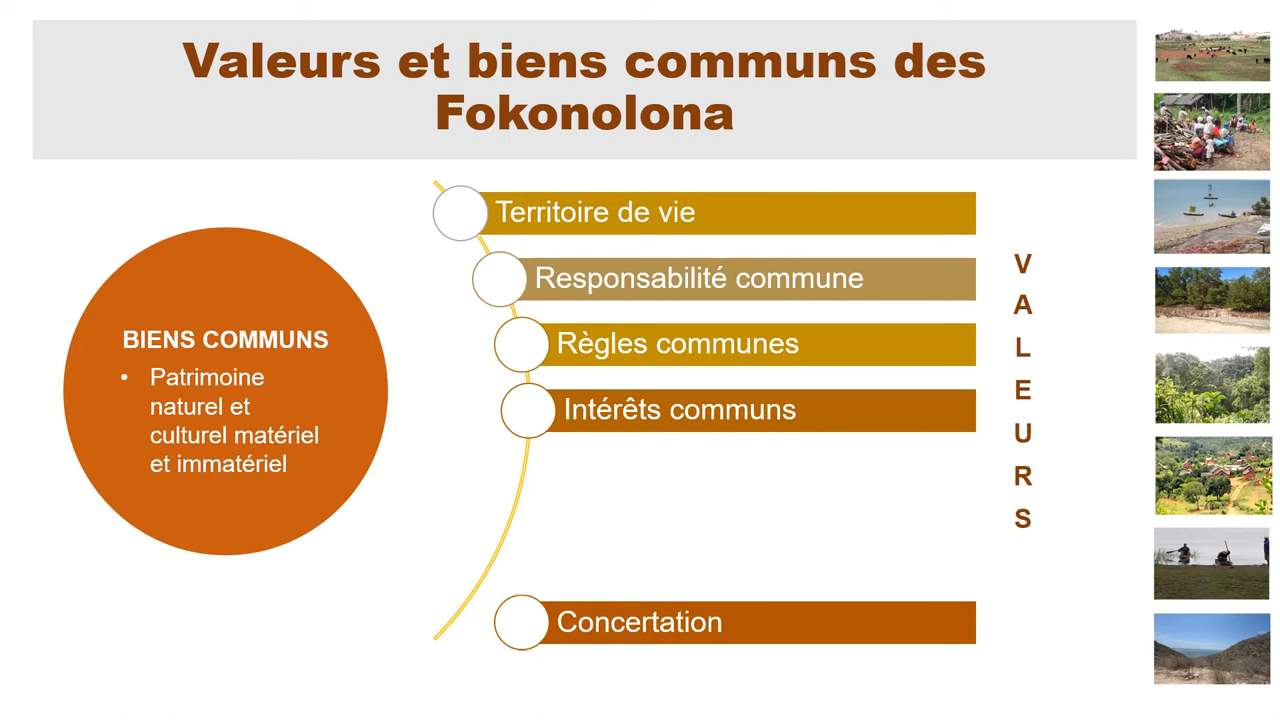 Valeurs et biens communs des
Fokonolona
BIENS COMMUNS
• Patrimoine
naturel et
culturel matériel
et immatériel
Territoire de vie
Responsabilité commune
Règles communes
Intérêts communs
Concertation
V
A
L
E
U
R
S